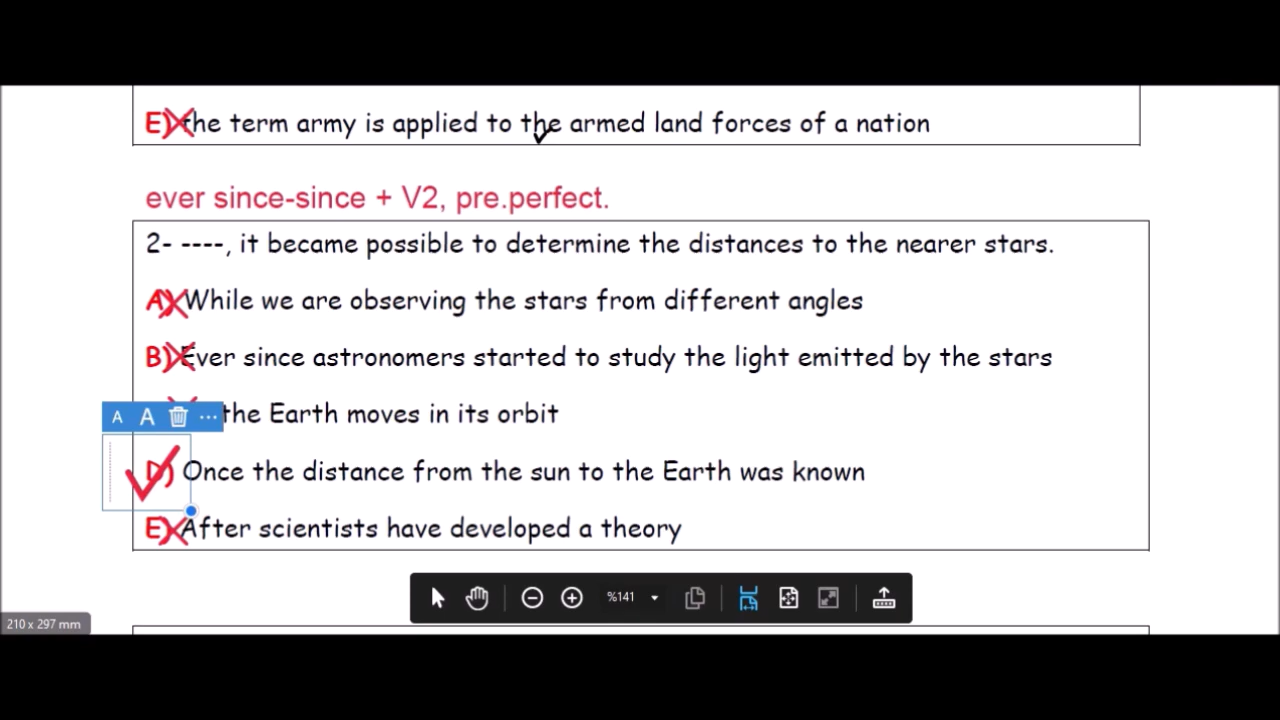 E) the term army is applied to the armed land forces of a nation
ever since-since + V2, pre.perfect.
2- ----, it became possible to determine the distances to the nearer stars.
A) While we are observing the stars from different angles
B) Ever since astronomers started to study the light emitted by the stars
A A ...
the Earth moves in its orbit
D) Once the distance from the sun to the Earth was known
E) After scientists have developed a theory
%141
210 x 297 mm